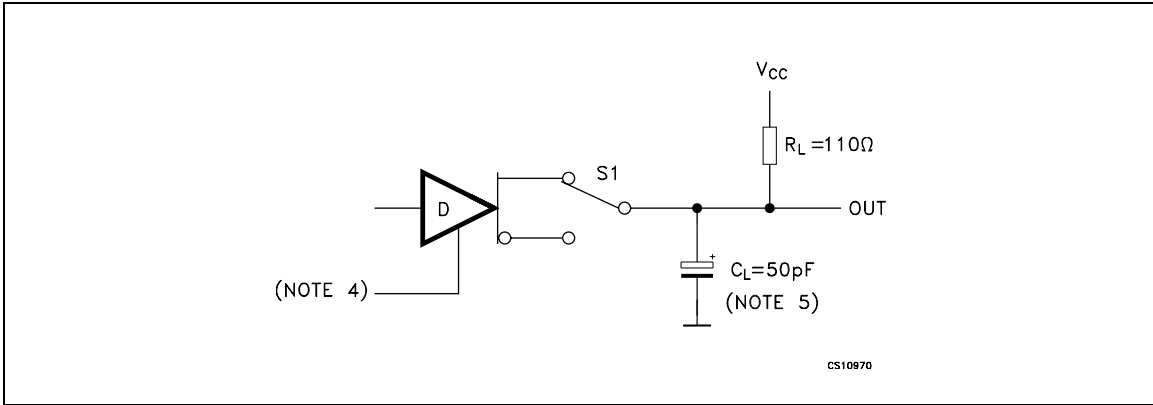 VCC
RL=110Ω
S1
D
OUT
+
CL=50pF
(NOTE 4)
(NOTE 5)
CS10970